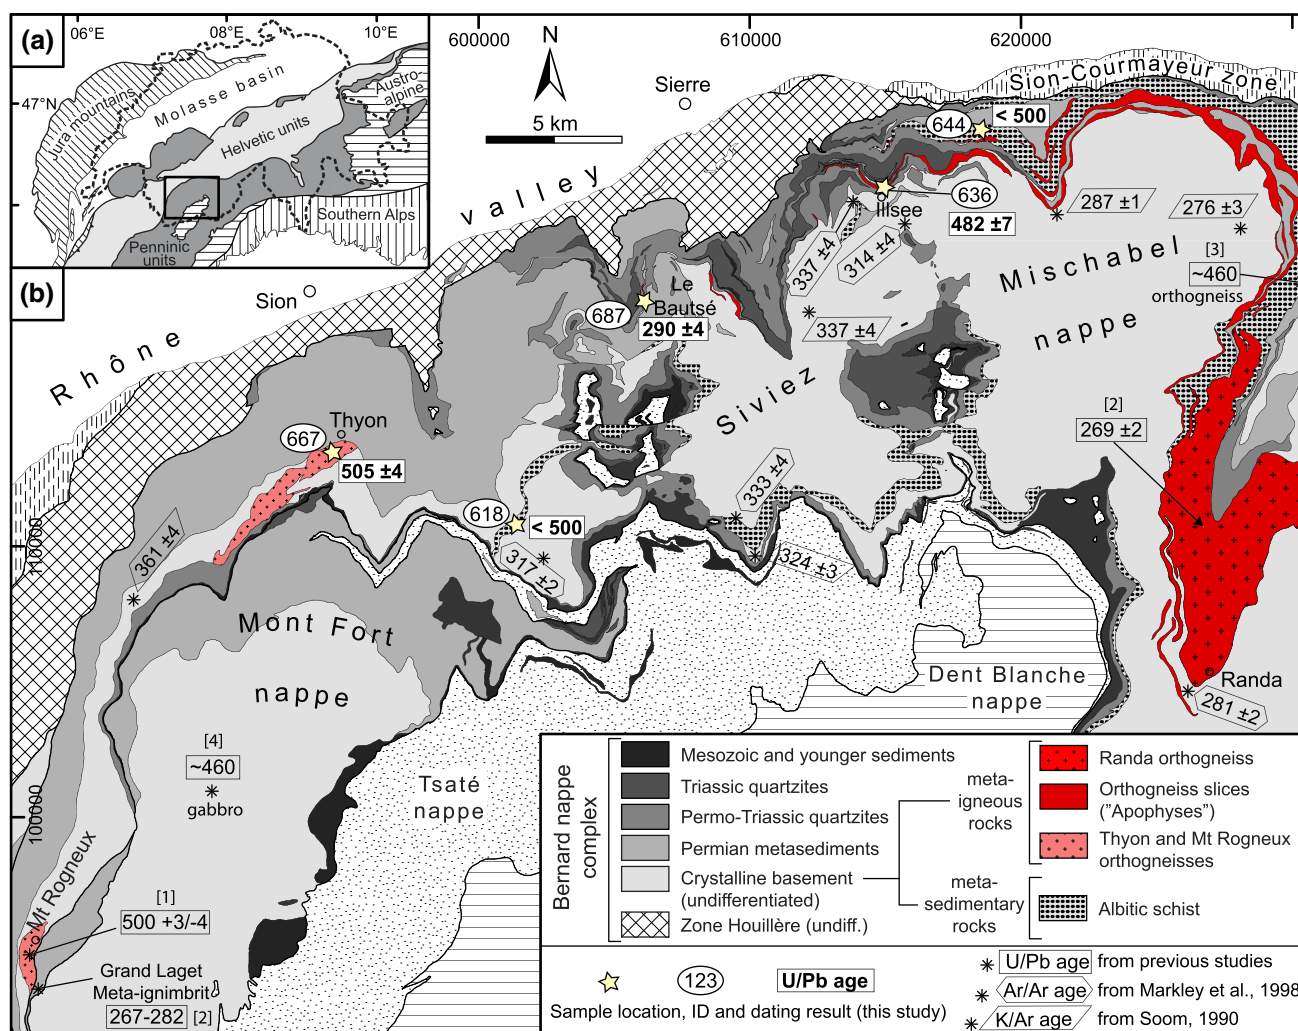 (a)
06°E
08°E
10°E
47°N
Jura mountains
Molasse basin
Helvetic units
Austro-
alpine
Southern Alps
Penninic
units
(b)
600000
610000
620000
N
5 km
Sierre
Sion
Rhône valley
Sion-Courmayeur zone
644
< 500
636
482 ±7
Illsee
287 ±1
276 ±3
337 ±4
314 ±4
337 ±4
[3]
~460
orthogneiss
Mischabel
nappe
Siviez
Le
Bautsé
687
290 ±4
Thyon
667
505 ±4
618
< 500
317 ±2
333 ±4
324 ±3
[2]
269 ±2
361 ±4
110000
100000
Mont Fort
nappe
Tsaté
nappe
Dent Blanche
nappe
Randa
281 ±2
[4]
~460
gabbro
Mt Rogneux
[1]
500 +3/-4
Grand Laget
Meta-ignimbrit
267-282 [2]
Bernard nappe
complex
Mesozoic and younger sediments
Triassic quartzites
Permo-Triassic quartzites
Permian metasediments
Crystalline basement
(undifferentiated)
Zone Houillère (undiff.)
meta-
igneous
rocks
meta-
sedimentary
rocks
Randa orthogneiss
Orthogneiss slices
("Apophyses")
Thyon and Mt Rogneux
orthogneisses
Albitic schist
123
U/Pb age
Sample location, ID and dating result (this study)
U/Pb age from previous studies
Ar/Ar age from Markley et al., 1998
K/Ar age from Soom, 1990